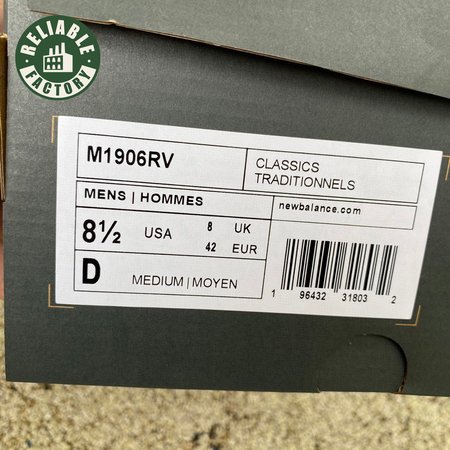 RELIABLE
FACTORY
M1906RV
CLASSICS
TRADITIONNELS
MENS | HOMMES
newbalance.com
8½ USA 8 UK
42 EUR
D MEDIUM | MOYEN
1 96432 31803 2